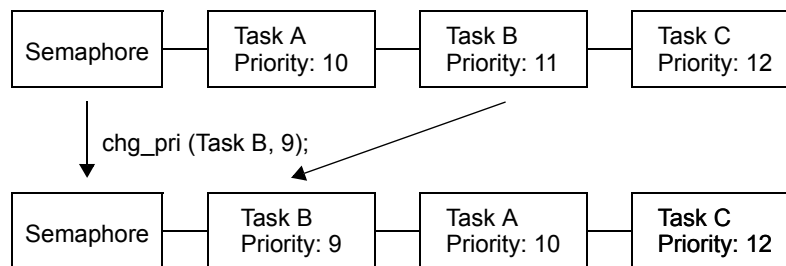 Semaphore
Task A
Priority: 10
Task B
Priority: 11
Task C
Priority: 12
chg_pri (Task B, 9);
Semaphore
Task B
Priority: 9
Task A
Priority: 10
Task C
Priority: 12